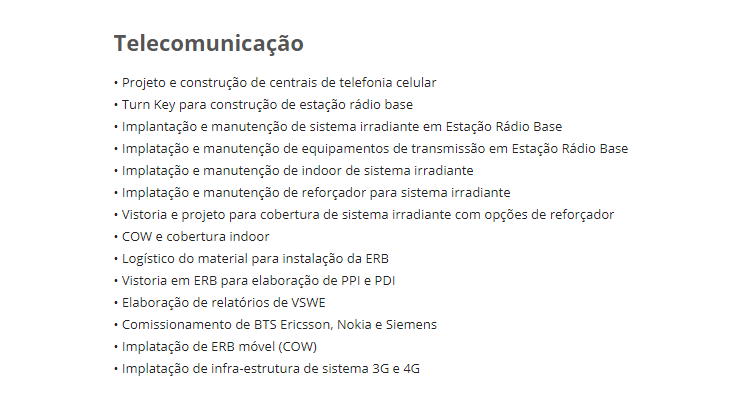 Telecomunicação
• Projeto e construção de centrais de telefonia celular
• Turn Key para construção de estação rádio base
• Implantação e manutenção de sistema irradiante em Estação Rádio Base
• Implatação e manutenção de equipamentos de transmissão em Estação Rádio Base
• Implatação e manutenção de indoor de sistema irradiante
• Implatação e manutenção de reforçador para sistema irradiante
• Vistoria e projeto para cobertura de sistema irradiante com opções de reforçador
• COW e cobertura indoor
• Logístico do material para instalação da ERB
• Vistoria em ERB para elaboração de PPI e PDI
• Elaboração de relatórios de VSWE
• Comissionamento de BTS Ericsson, Nokia e Siemens
• Implatação de ERB móvel (COW)
• Implatação de infra-estrutura de sistema 3G e 4G